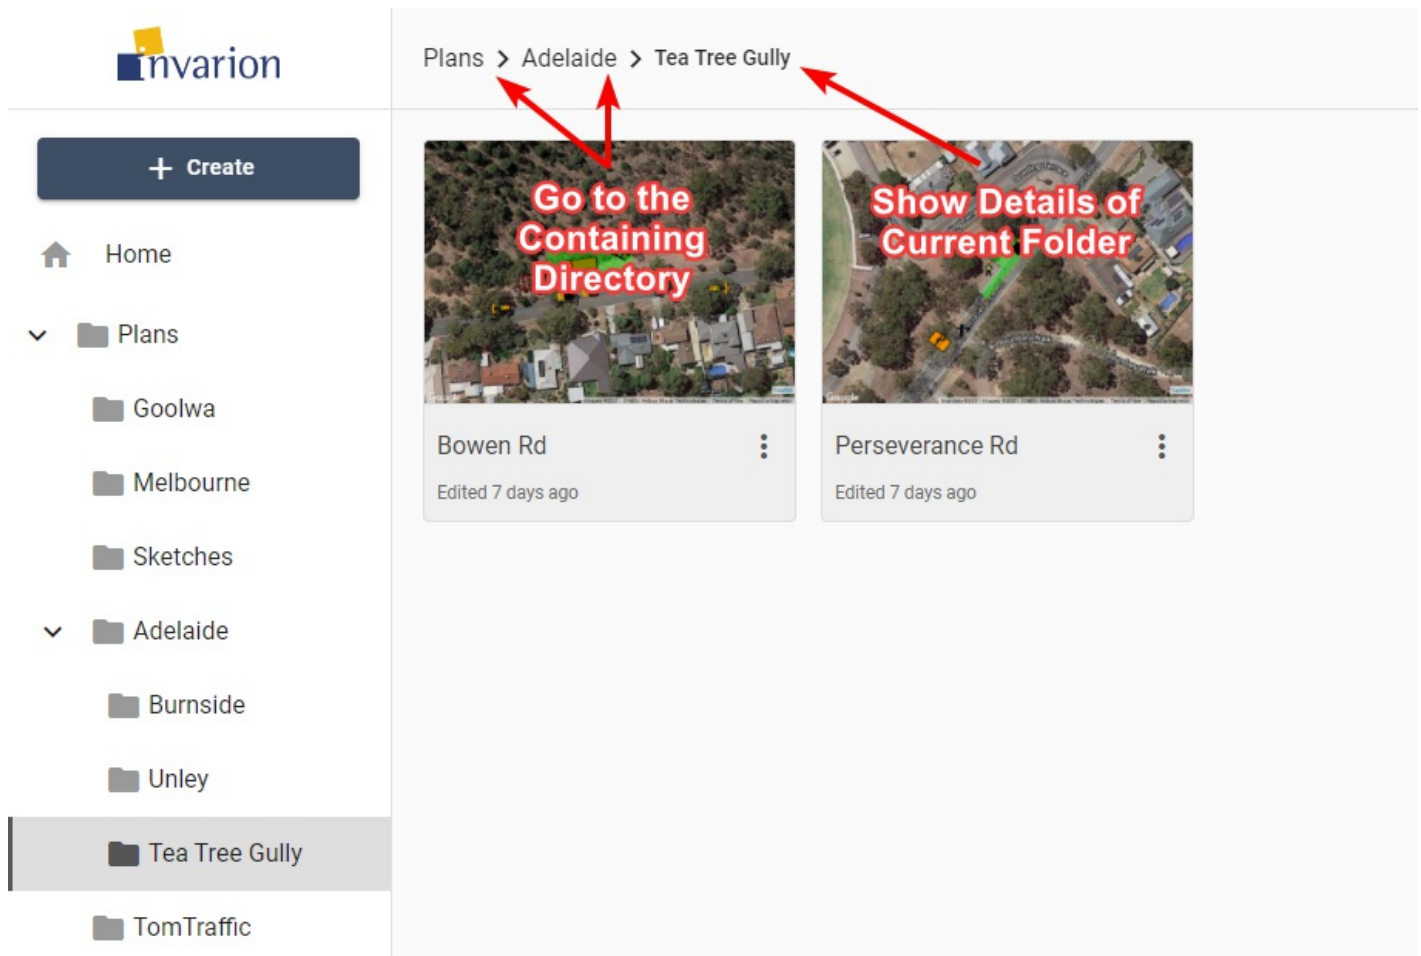 invarion
Plans > Adelaide > Tea Tree Gully
+ Create
Home
Plans
Goolwa
Melbourne
Sketches
Adelaide
Burnside
Unley
Tea Tree Gully
TomTraffic
Go to the
Containing
Directory
Bowen Rd
Edited 7 days ago
Show Details of
Current Folder
Google
Perseverance Rd
Edited 7 days ago